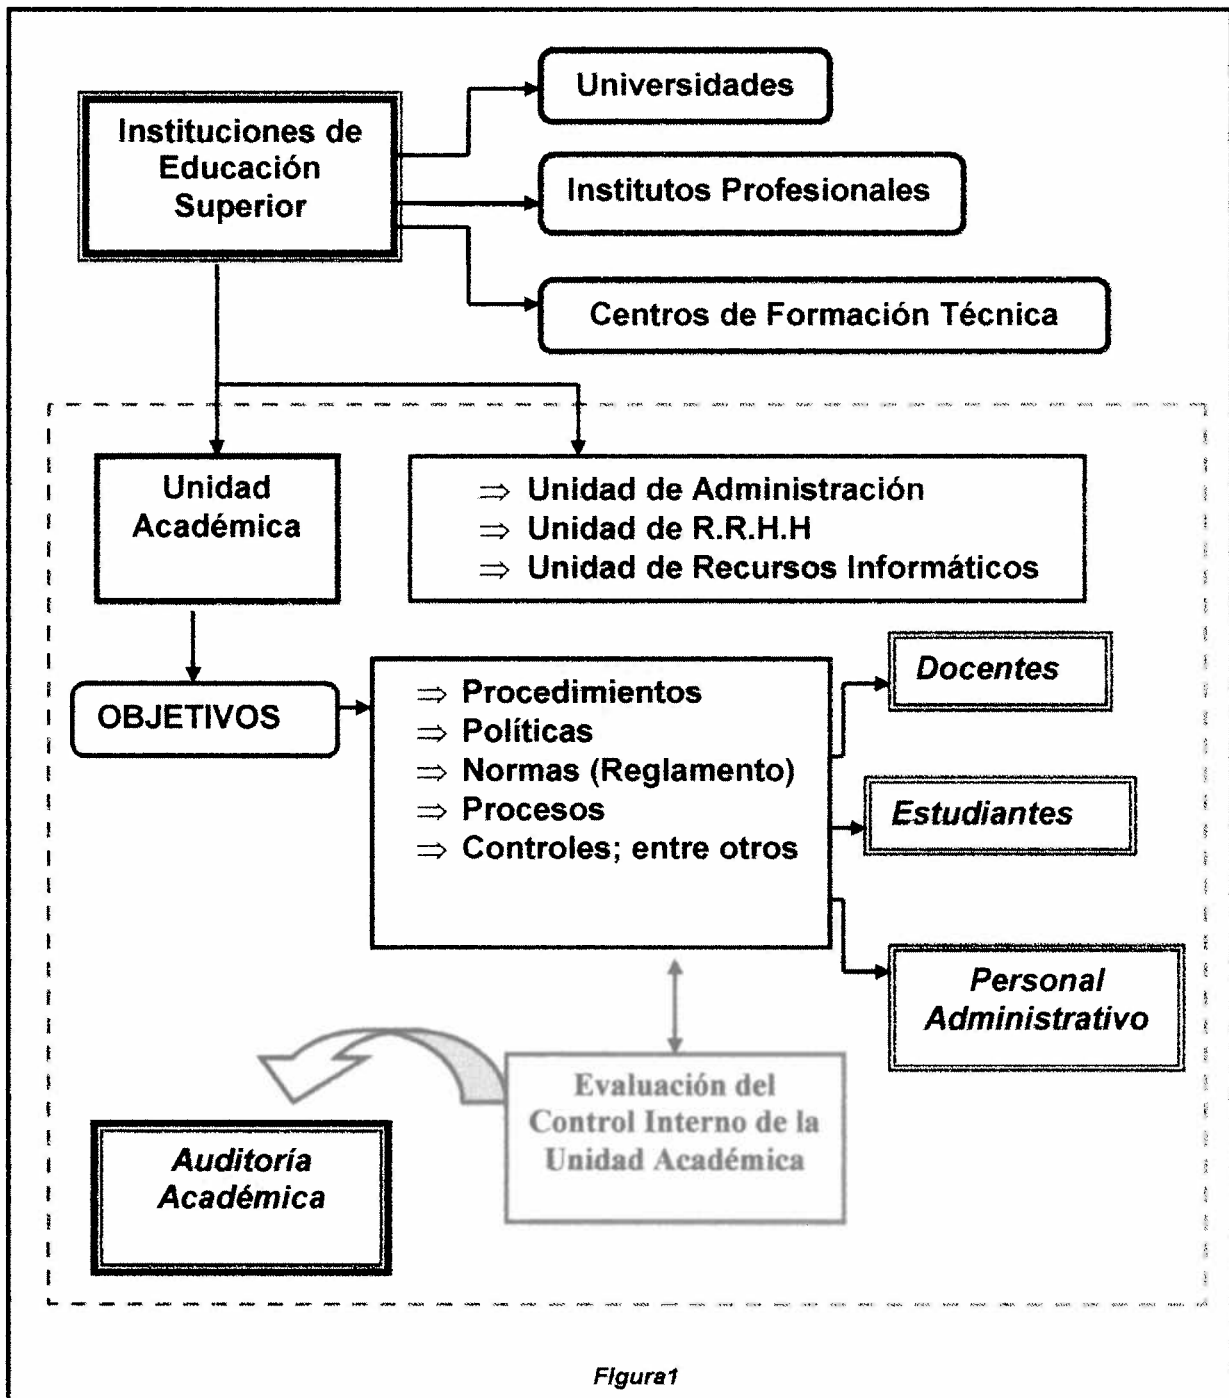 Universidades
Instituciones de
Educación
Superior
Institutos Profesionales
Centros de Formación Técnica
Unidad
Académica
⇒ Unidad de Administración
⇒ Unidad de R.R.H.H
⇒ Unidad de Recursos Informáticos
OBJETIVOS
⇒ Procedimientos
⇒ Políticas
⇒ Normas (Reglamento)
⇒ Procesos
⇒ Controles; entre otros
Docentes
Estudiantes
Personal
Administrativo
Evaluación del
Control Interno de la
Unidad Académica
Auditoría
Académica
Figura1